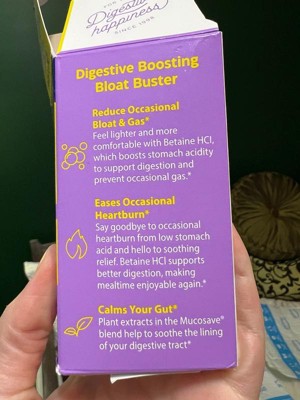 FOR
Digestive
happiness
SINCE 1996
Digestive Boosting
Bloat Buster
Reduce Occasional
Bloat & Gas*
Feel lighter and more
comfortable with Betaine HCl,
which boosts stomach acidity
to support digestion and
prevent occasional gas.*
Eases Occasional
Heartburn*
Say goodbye to occasional
heartburn from low stomach
acid and hello to soothing
relief. Betaine HCl supports
better digestion, making
mealtime enjoyable again.*
Calms Your Gut*
Plant extracts in the Mucosave®
blend help to soothe the lining
of your digestive tract*